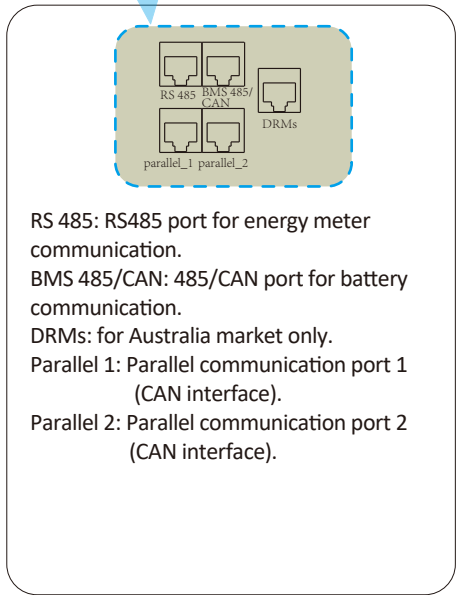 RS 485 BMS 485/
CAN
DRMs
parallel_1 parallel_2
RS 485: RS485 port for energy meter
communication.
BMS 485/CAN: 485/CAN port for battery
communication.
DRMs: for Australia market only.
Parallel 1: Parallel communication port 1
(CAN interface).
Parallel 2: Parallel communication port 2
(CAN interface).